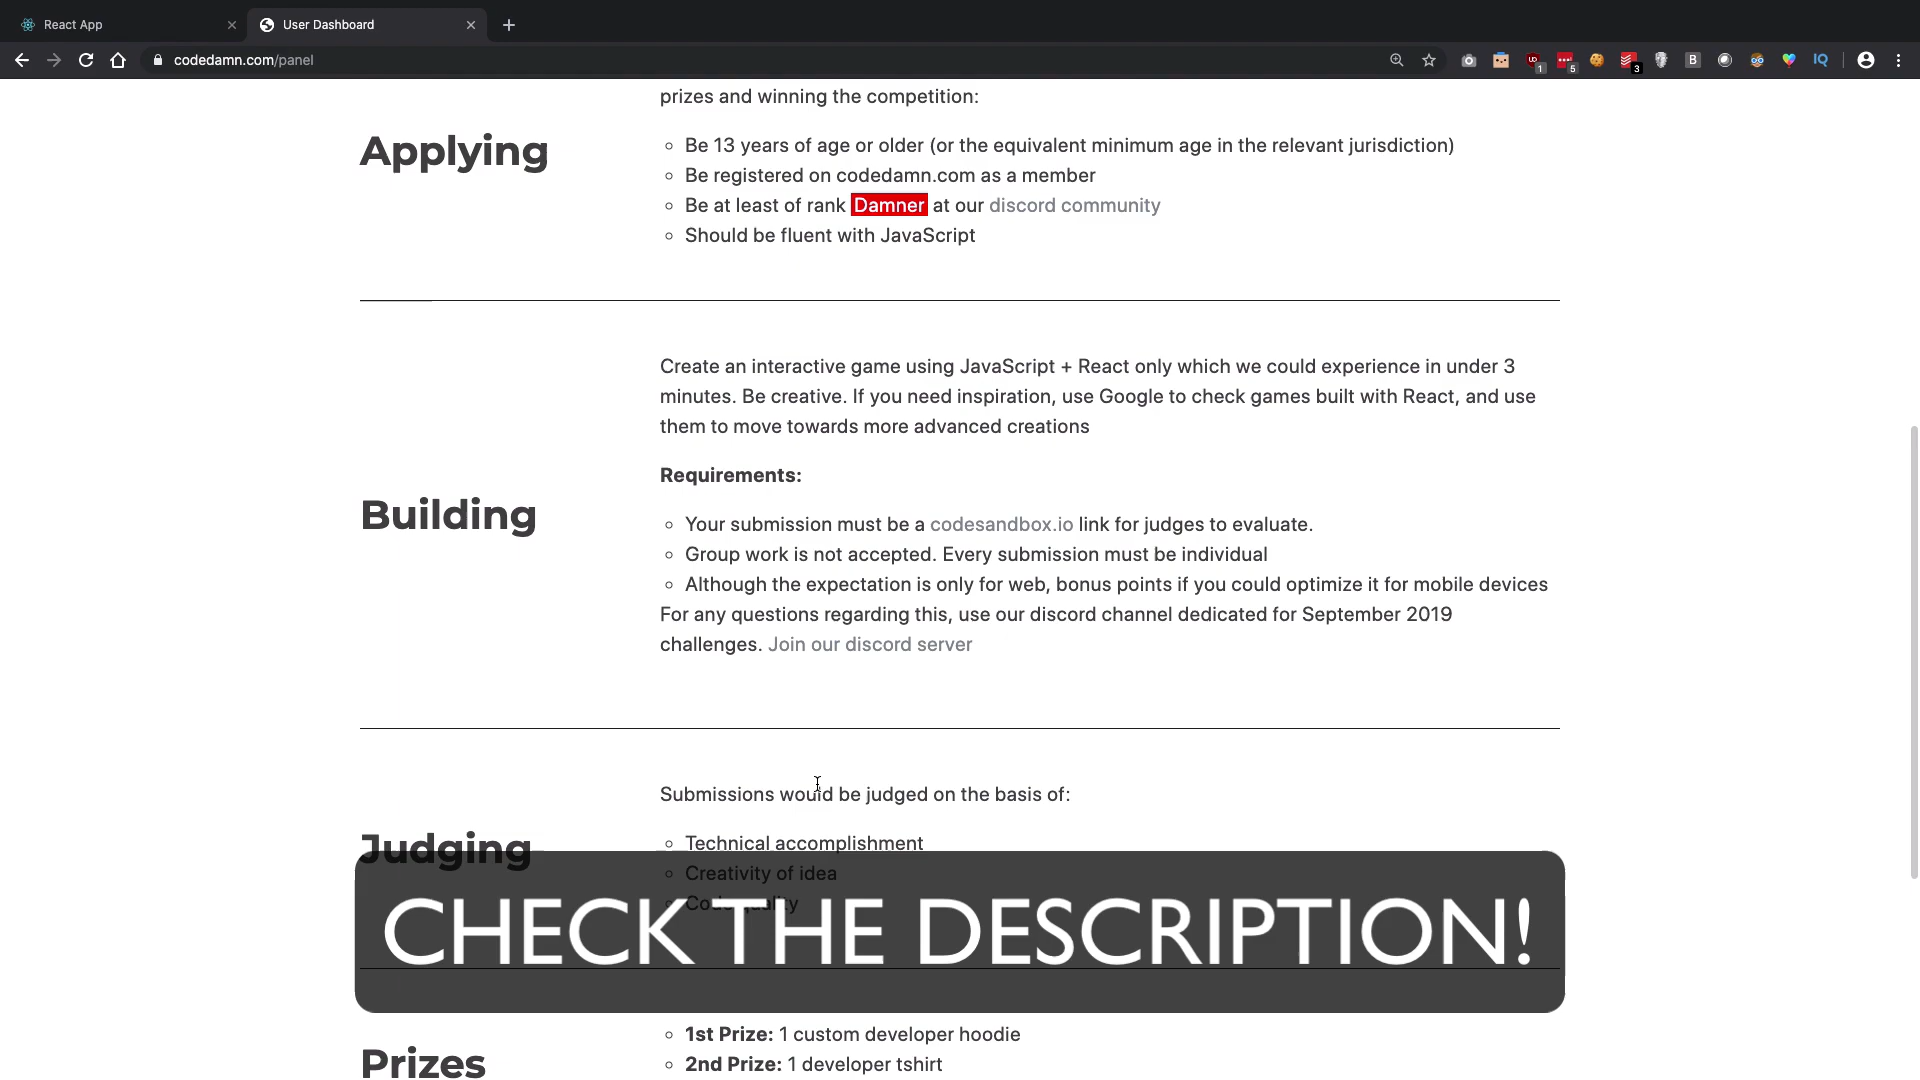 React App
User Dashboard
codedamn.com/panel
UD 1
5
3
B
IQ
prizes and winning the competition:
Applying
Be 13 years of age or older (or the equivalent minimum age in the relevant jurisdiction)
Be registered on codedamn.com as a member
Be at least of rank Damner at our discord community
Should be fluent with JavaScript
Create an interactive game using JavaScript + React only which we could experience in under 3
minutes. Be creative. If you need inspiration, use Google to check games built with React, and use
them to move towards more advanced creations
Requirements:
Building
Your submission must be a codesandbox.io link for judges to evaluate.
Group work is not accepted. Every submission must be individual
Although the expectation is only for web, bonus points if you could optimize it for mobile devices
For any questions regarding this, use our discord channel dedicated for September 2019
challenges. Join our discord server
Submissions would be judged on the basis of:
Judging
Technical accomplishment
Creativity of idea
Code quality
CHECK THE DESCRIPTION!
1st Prize: 1 custom developer hoodie
Prizes
2nd Prize: 1 developer tshirt